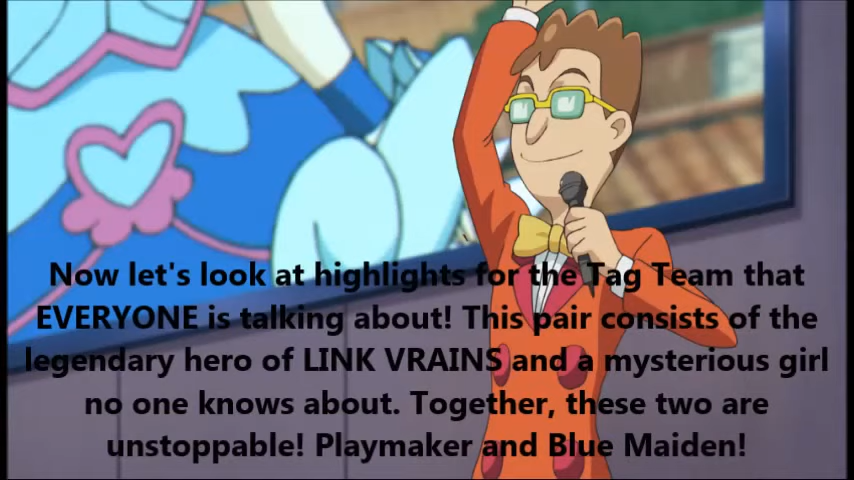 Now let's look at highlights for the Tag Team that
EVERYONE is talking about! This pair consists of the
legendary hero of LINK VRAINS and a mysterious girl
no one knows about. Together, these two are
unstoppable! Playmaker and Blue Maiden!